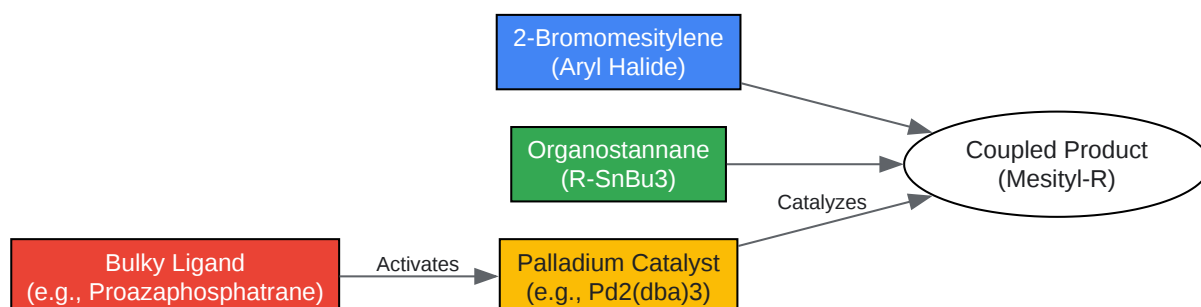 2-Bromomesitylene
(Aryl Halide)
Organostannane
(R-SnBu3)
Coupled Product
(Mesityl-R)
Catalyzes
Bulky Ligand
(e.g., Proazaphosphatrane)
Activates
Palladium Catalyst
(e.g., Pd2(dba)3)